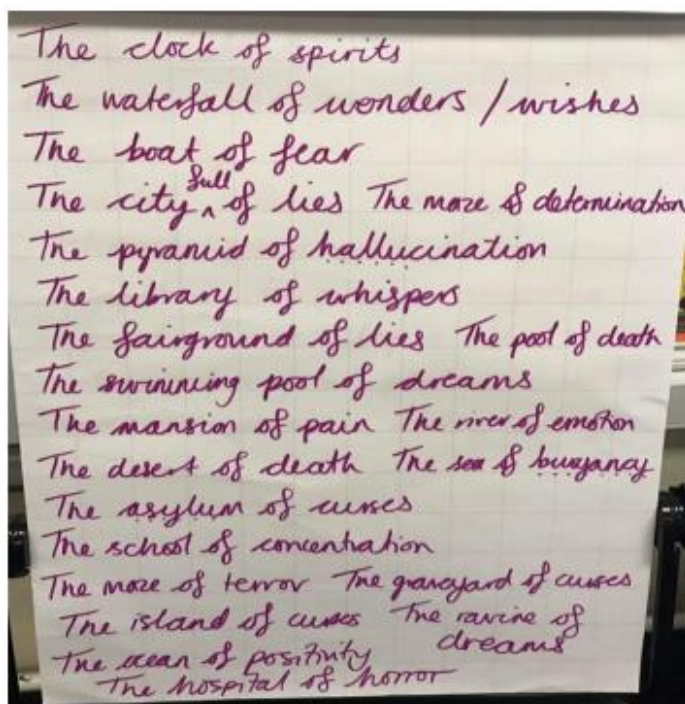 The clock of spirits
The waterfall of wonders / wishes
The boat of fear
The city full of lies The maze of determination
The pyramid of hallucination
The library of whispers
The fairground of lies The pool of death
The swimming pool of dreams
The mansion of pain The river of emotion
The desert of death The sea of buoyancy
The asylum of curses
The school of concentration
The maze of terror The graveyard of curses
The island of curses The ravine of
dreams
The ocean of positivity
The hospital of horror